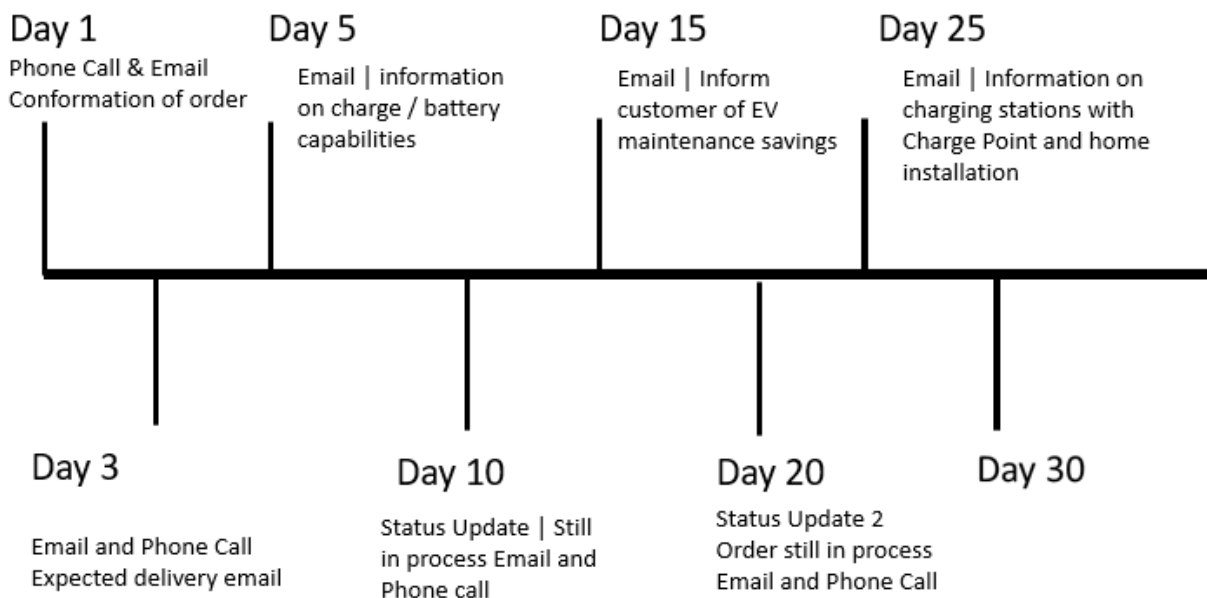 Day 1
Phone Call & Email
Conformation of order
Day 5
Email | information
on charge / battery
capabilities
Day 15
Email | Inform
customer of EV
maintenance savings
Day 25
Email | Information on
charging stations with
Charge Point and home
installation
Day 3
Email and Phone Call
Expected delivery email
Day 10
Status Update | Still
in process Email and
Phone call
Day 20
Status Update 2
Order still in process
Email and Phone Call
Day 30